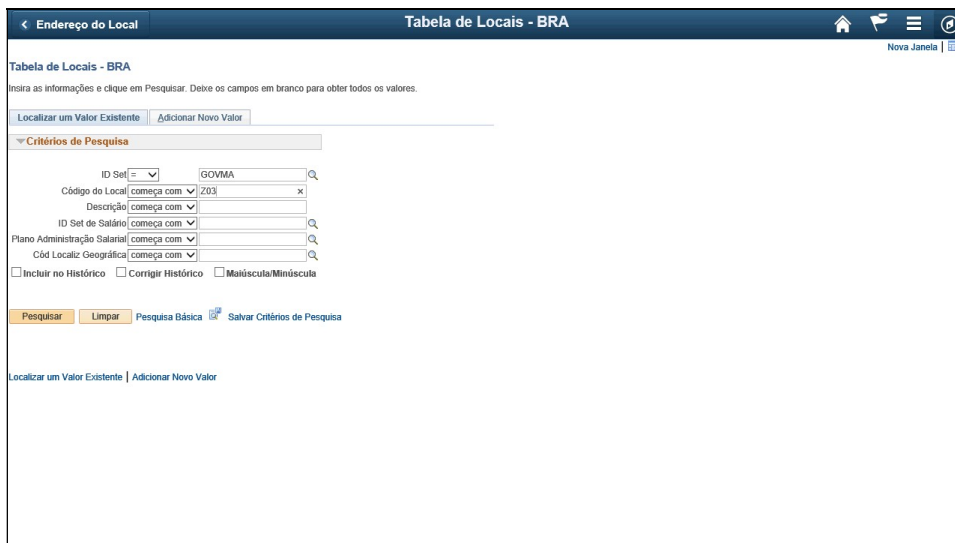 Endereço do Local
Tabela de Locais - BRA
Nova Janela |
Tabela de Locais - BRA
Insira as informações e clique em Pesquisar. Deixe os campos em branco para obter todos os valores.
Localizar um Valor Existente Adicionar Novo Valor
Critérios de Pesquisa
ID Set = GOVMA
Código do Local começa com Z03 x
Descrição começa com
ID Set de Salário começa com
Plano Administração Salarial começa com
Cód Localiz Geográfica começa com
Incluir no Histórico Corrigir Histórico Maiúscula/Minúscula
Pesquisar Limpar Pesquisa Básica Salvar Critérios de Pesquisa
Localizar um Valor Existente | Adicionar Novo Valor